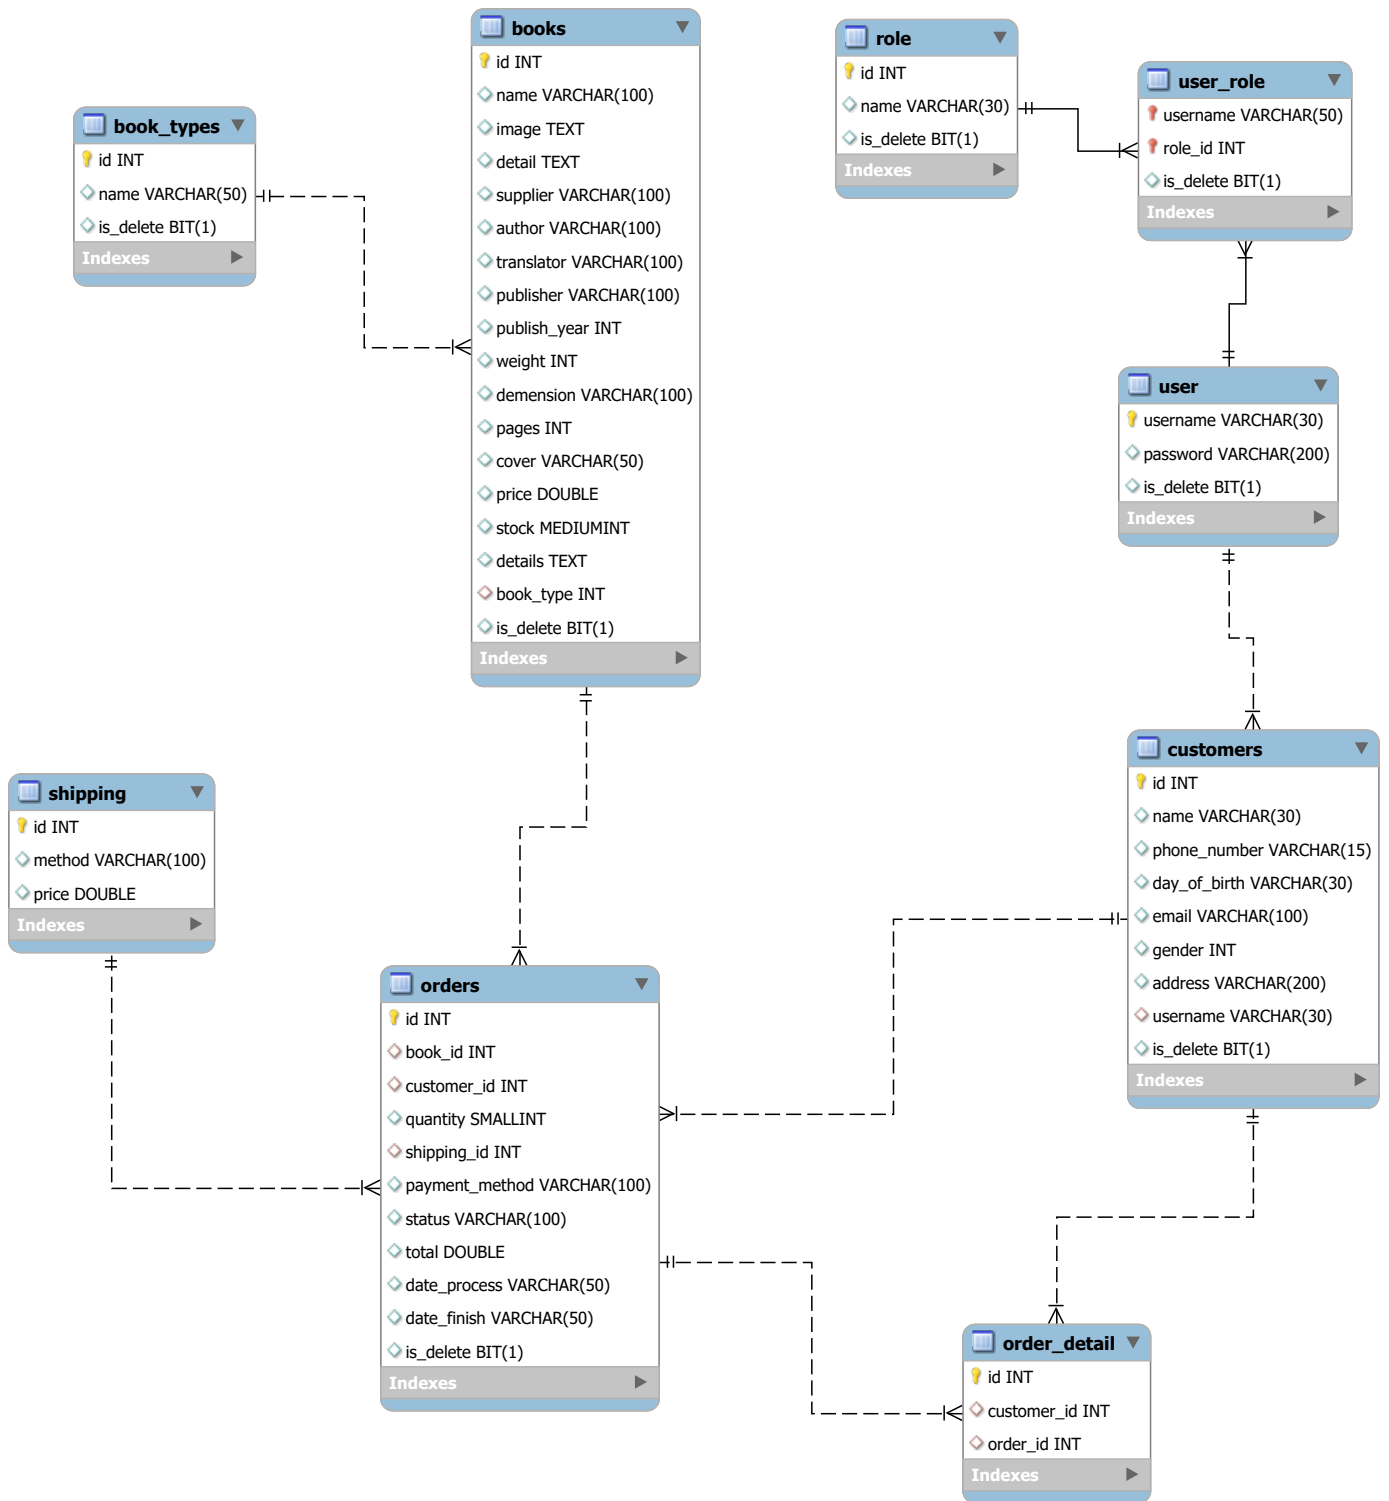 books
id INT
name VARCHAR(100)
image TEXT
detail TEXT
supplier VARCHAR(100)
author VARCHAR(100)
translator VARCHAR(100)
publisher VARCHAR(100)
publish_year INT
weight INT
demension VARCHAR(100)
pages INT
cover VARCHAR(50)
price DOUBLE
stock MEDIUMINT
details TEXT
book_type INT
is_delete BIT(1)
Indexes
role
id INT
name VARCHAR(30)
is_delete BIT(1)
Indexes
user_role
username VARCHAR(50)
role_id INT
is_delete BIT(1)
Indexes
book_types
id INT
name VARCHAR(50)
is_delete BIT(1)
Indexes
user
username VARCHAR(30)
password VARCHAR(200)
is_delete BIT(1)
Indexes
customers
id INT
name VARCHAR(30)
phone_number VARCHAR(15)
day_of_birth VARCHAR(30)
email VARCHAR(100)
gender INT
address VARCHAR(200)
username VARCHAR(30)
is_delete BIT(1)
Indexes
shipping
id INT
method VARCHAR(100)
price DOUBLE
Indexes
orders
id INT
book_id INT
customer_id INT
quantity SMALLINT
shipping_id INT
payment_method VARCHAR(100)
status VARCHAR(100)
total DOUBLE
date_process VARCHAR(50)
date_finish VARCHAR(50)
is_delete BIT(1)
Indexes
order_detail
id INT
customer_id INT
order_id INT
Indexes